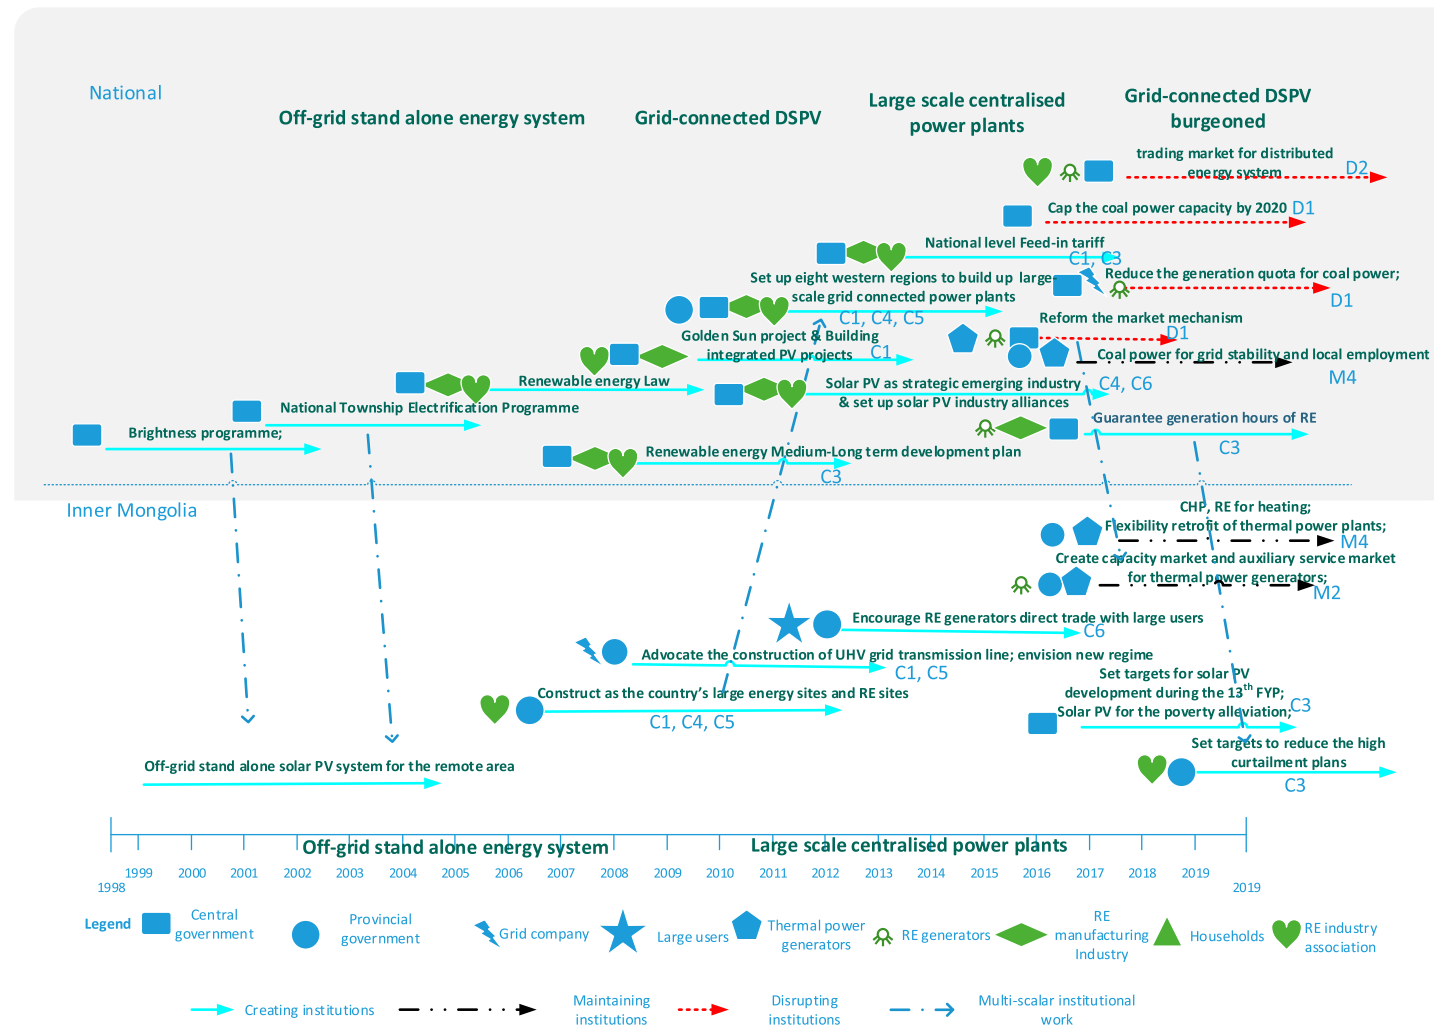 National
Off-grid stand alone energy system
Grid-connected DSPV
Large scale centralised
power plants
Grid-connected DSPV
burgeoned
trading market for distributed
energy system
D2
Cap the coal power capacity by 2020
D1
National level Feed-in tariff
C1, C3
Set up eight western regions to build up large-
scale grid connected power plants
C1, C4, C5
Reduce the generation quota for coal power;
D1
Reform the market mechanism
D1
Golden Sun project & Building
integrated PV projects
C1
Coal power for grid stability and local employment
M4
Renewable energy Law
Solar PV as strategic emerging industry
& set up solar PV industry alliances
C4, C6
National Township Electrification Programme
Guarantee generation hours of RE
C3
Brightness programme;
Renewable energy Medium-Long term development plan
C3
Inner Mongolia
CHP, RE for heating;
Flexibility retrofit of thermal power plants;
M4
Create capacity market and auxiliary service market
for thermal power generators;
M2
Encourage RE generators direct trade with large users
C6
Advocate the construction of UHV grid transmission line; envision new regime
C1, C5
Set targets for solar PV
development during the 13th FYP;
Solar PV for the poverty alleviation;
C3
Construct as the country's large energy sites and RE sites
C1, C4, C5
Set targets to reduce the high
curtailment plans
C3
Off-grid stand alone solar PV system for the remote area
Off-grid stand alone energy system
Large scale centralised power plants
1998
1999
2000
2001
2002
2003
2004
2005
2006
2007
2008
2009
2010
2011
2012
2013
2014
2015
2016
2017
2018
2019
2019
Legend
Central
government
Provincial
government
Grid company
Large users
Thermal power
generators
RE generators
RE
manufacturing
Industry
Households
RE industry
association
Creating institutions
Maintaining
institutions
Disrupting
institutions
Multi-scalar institutional
work